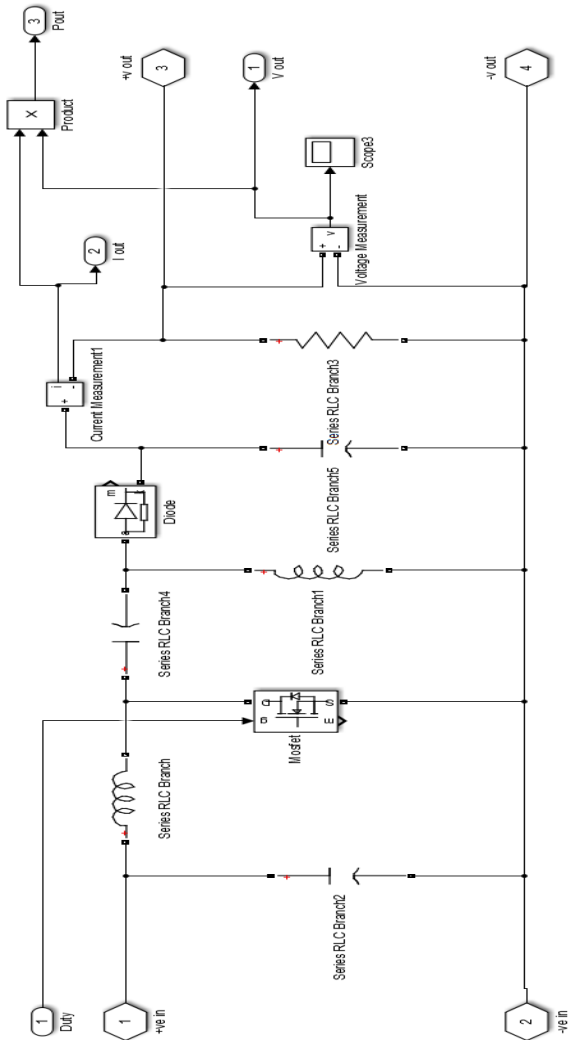 1
Duty
1
+ve in
2
-ve in
+
Series RLC Branch
+
Series RLC Branch2
g
D
S
m
Mosfet
+
Series RLC Branch4
+
Series RLC Branch1
a
k
m
Diode
+
Series RLC Branch5
+
i
-
Current Measurement1
+
Series RLC Branch3
2
I out
X
Product
3
Pout
+
-
v
Voltage Measurement
Scope3
3
+v out
1
V out
4
-v out